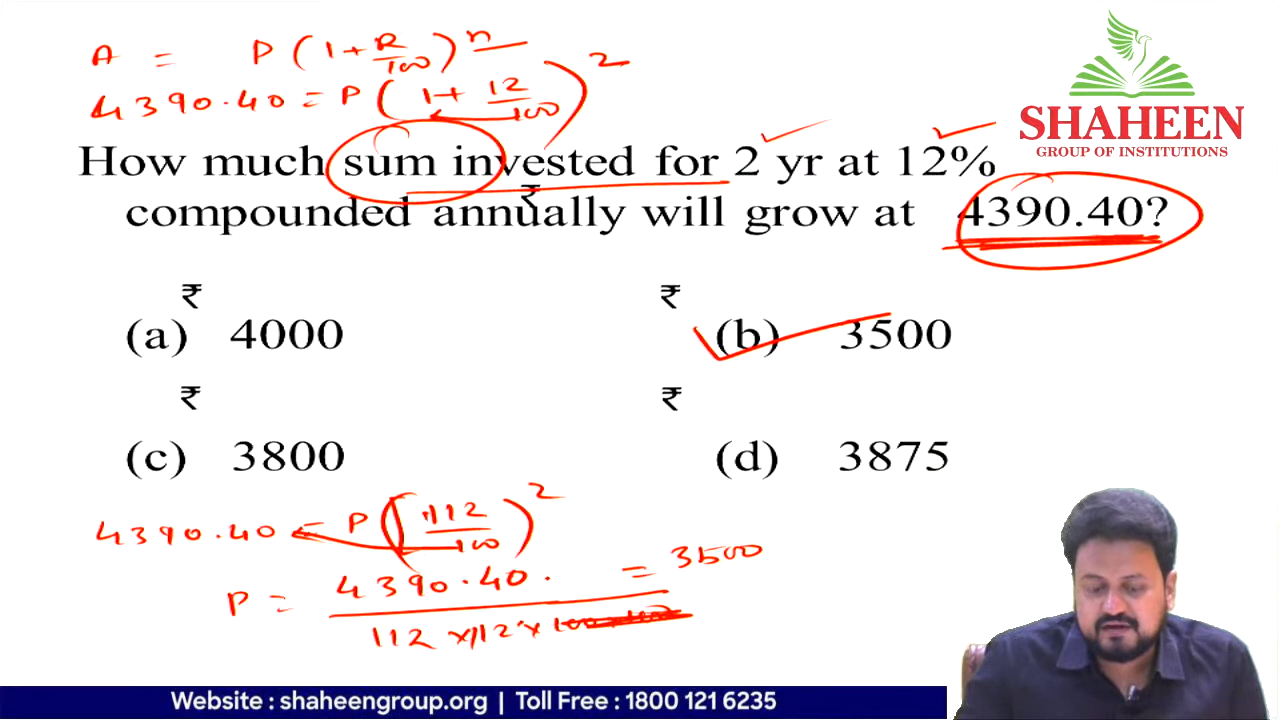 A = P(1+R/100)^n
4390.40 = P(1+12/100)^2
SHAHEEN
GROUP OF INSTITUTIONS
How much sum invested for 2 yr at 12%
₹
compounded annually will grow at 4390.40?
₹ ₹
(a) 4000 (b) 3500
₹ ₹
(c) 3800 (d) 3875
4390.40 = P(112/100)^2
P = 4390.40. / 112 x 112 x = 3500
Website : shaheengroup.org | Toll Free : 1800 121 6235